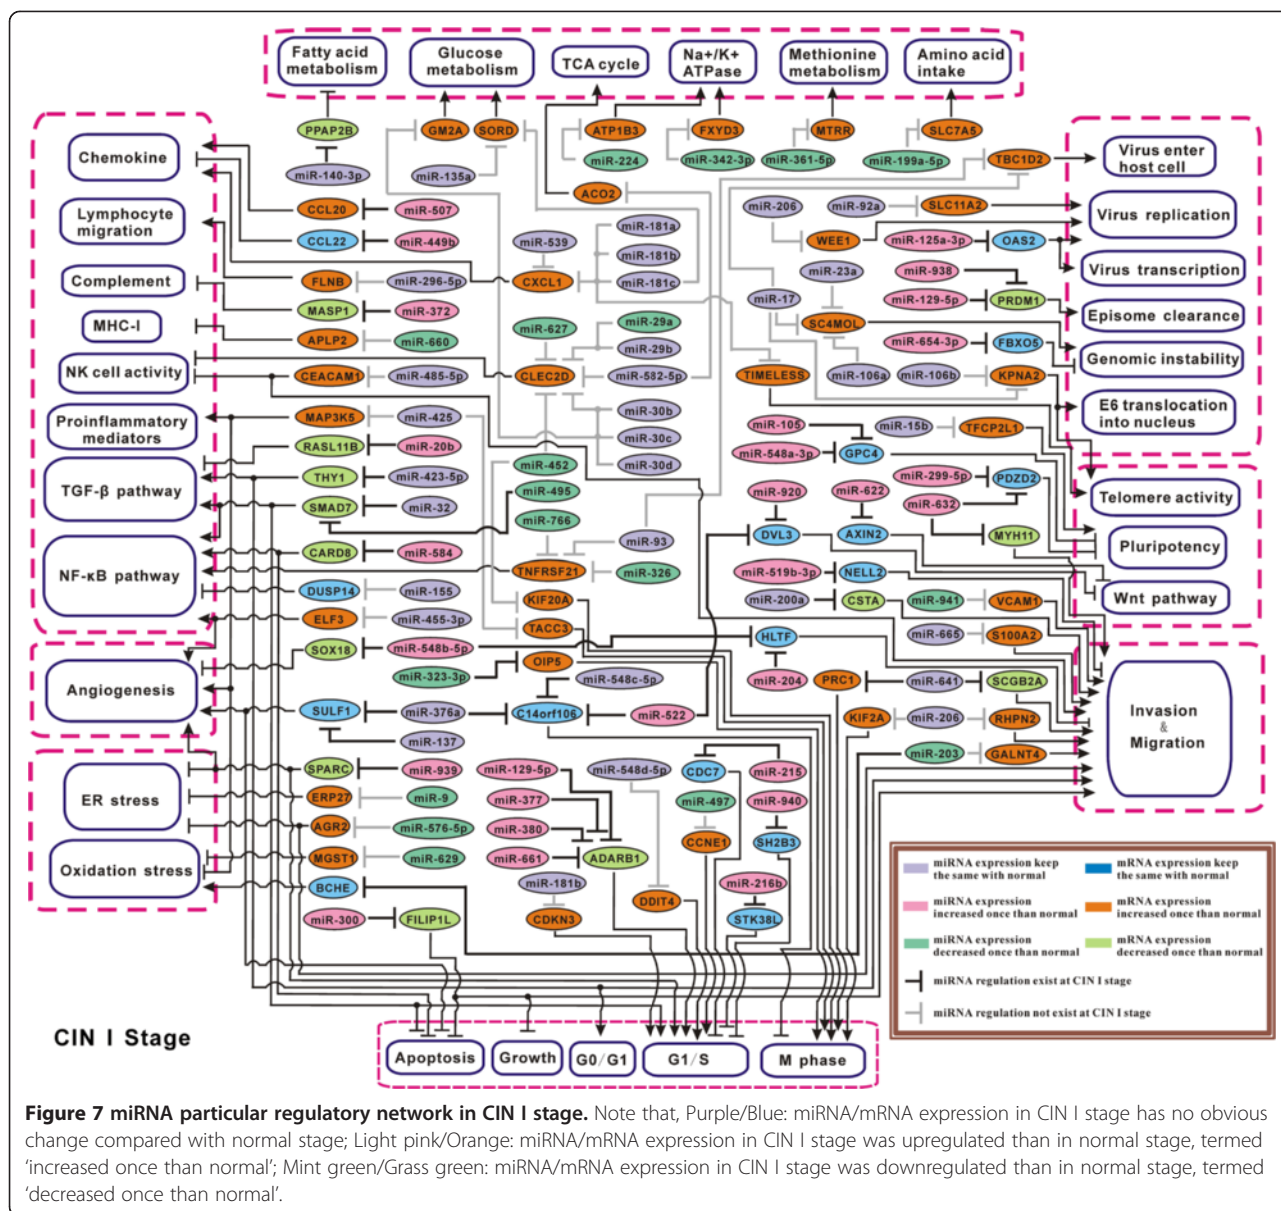 Fatty acid
metabolism
Glucose
metabolism
TCA cycle
Na+/K+
ATPase
Methionine
metabolism
Amino acid
intake
Chemokine
Lymphocyte
migration
Complement
MHC-I
NK cell activity
Proinflammatory
mediators
TGF-β pathway
NF-κB pathway
Angiogenesis
ER stress
Oxidation stress
PPAP2B
miR-140-3p
CCL20
miR-507
CCL22
miR-449b
FLNB
miR-296-5p
MASP1
miR-372
APLP2
miR-660
CEACAM1
miR-485-5p
MAP3K5
miR-425
RASL11B
miR-20b
THY1
miR-423-5p
SMAD7
miR-32
CARD8
miR-584
DUSP14
miR-155
ELF3
miR-455-3p
SOX18
miR-548b-5p
miR-323-3p
SULF1
miR-376a
miR-137
SPARC
miR-939
ERP27
miR-9
AGR2
miR-576-5p
MGST1
miR-629
BCHE
miR-300
FILIP1L
GM2A
SORD
miR-135a
ATP1B3
miR-224
FXYD3
miR-342-3p
MTRR
miR-361-5p
SLC7A5
miR-199a-5p
TBC1D2
ACO2
miR-539
CXCL1
miR-181a
miR-181b
miR-181c
miR-627
miR-29a
miR-29b
CLEC2D
miR-582-5p
miR-30b
miR-30c
miR-30d
miR-452
miR-495
miR-766
miR-93
TNFRSF21
miR-326
KIF20A
TACC3
OIP5
miR-548c-5p
C14orf106
miR-522
miR-129-5p
miR-377
miR-380
miR-661
ADARB1
miR-181b
CDKN3
miR-548d-5p
DDIT4
miR-206
miR-92a
SLC11A2
WEE1
miR-125a-3p
OAS2
miR-23a
miR-938
miR-17
miR-129-5p
PRDM1
SC4MOL
miR-654-3p
FBXO5
TIMELESS
miR-106a
miR-106b
KPNA2
miR-105
miR-15b
TFCP2L1
miR-548a-3p
GPC4
miR-299-5p
PDZD2
miR-920
miR-622
miR-632
DVL3
AXIN2
MYH11
miR-519b-3p
NELL2
miR-200a
CSTA
miR-941
VCAM1
HLTF
miR-665
S100A2
miR-204
PRC1
miR-641
SCGB2A
KIF2A
miR-206
RHPN2
miR-203
GALNT4
CDC7
miR-215
miR-497
miR-940
CCNE1
SH2B3
miR-216b
STK38L
Virus enter
host cell
Virus replication
Virus transcription
Episome clearance
Genomic instability
E6 translocation
into nucleus
Telomere activity
Pluripotency
Wnt pathway
Invasion
&
Migration
miRNA expression keep
the same with normal
mRNA expression keep
the same with normal
miRNA expression
increased once than normal
mRNA expression
increased once than normal
miRNA expression
decreased once than normal
mRNA expression
decreased once than normal
miRNA regulation exist at CIN I stage
miRNA regulation not exist at CIN I stage
CIN I Stage
Apoptosis
Growth
G0/G1
G1/S
M phase
Figure 7 miRNA particular regulatory network in CIN I stage. Note that, Purple/Blue: miRNA/mRNA expression in CIN I stage has no obvious
change compared with normal stage; Light pink/Orange: miRNA/mRNA expression in CIN I stage was upregulated than in normal stage, termed
‘increased once than normal’; Mint green/Grass green: miRNA/mRNA expression in CIN I stage was downregulated than in normal stage, termed
‘decreased once than normal’.